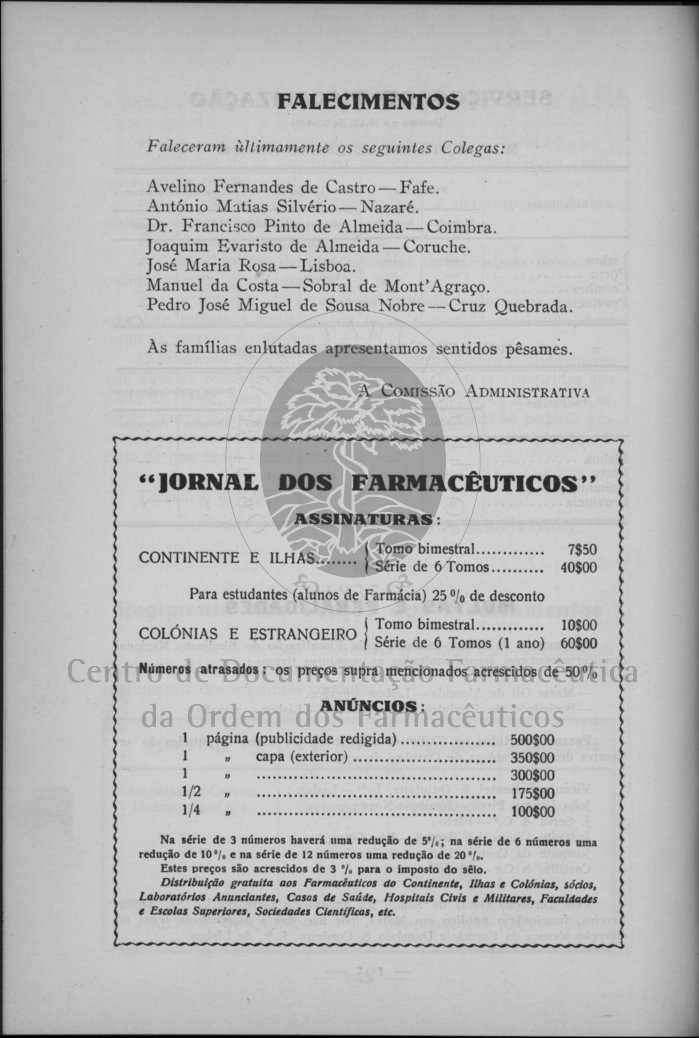 FALECIMENTOS
Faleceram ùltimamente os seguintes Colegas:
Avelino Fernandes de Castro — Fafe.
António Matias Silvério — Nazaré.
Dr. Francisco Pinto de Almeida — Coimbra.
Joaquim Evaristo de Almeida — Coruche.
José Maria Rosa — Lisboa.
Manuel da Costa — Sobral de Mont'Agraço.
Pedro José Miguel de Sousa Nobre — Cruz Quebrada.
Às famílias enlutadas apresentamos sentidos pêsames.
A COMISSÃO ADMINISTRATIVA
"JORNAL DOS FARMACÊUTICOS"
ASSINATURAS:
CONTINENTE E ILHAS........ { Tomo bimestral............. 7$50
Série de 6 Tomos.......... 40$00
Para estudantes (alunos de Farmácia) 25 % de desconto
COLÓNIAS E ESTRANGEIRO { Tomo bimestral............. 10$00
Série de 6 Tomos (1 ano) 60$00
Números atrasados: os preços supra mencionados acrescidos de 50 %
Centro de Documentação Farmacêutica
ANÚNCIOS:
da Ordem dos Farmacêuticos
1 página (publicidade redigida) ................... 500$00
1 " capa (exterior) ............................. 350$00
1 " ................................................ 300$00
1/2 " ................................................ 175$00
1/4 " ................................................ 100$00
Na série de 3 números haverá uma redução de 5%; na série de 6 números uma
redução de 10 % e na série de 12 números uma redução de 20 %.
Estes preços são acrescidos de 3 % para o imposto do sêlo.
Distribuição gratuita aos Farmacêuticos do Continente, Ilhas e Colónias, sócios,
Laboratórios Anunciantes, Casas de Saúde, Hospitais Civis e Militares, Faculdades
e Escolas Superiores, Sociedades Científicas, etc.